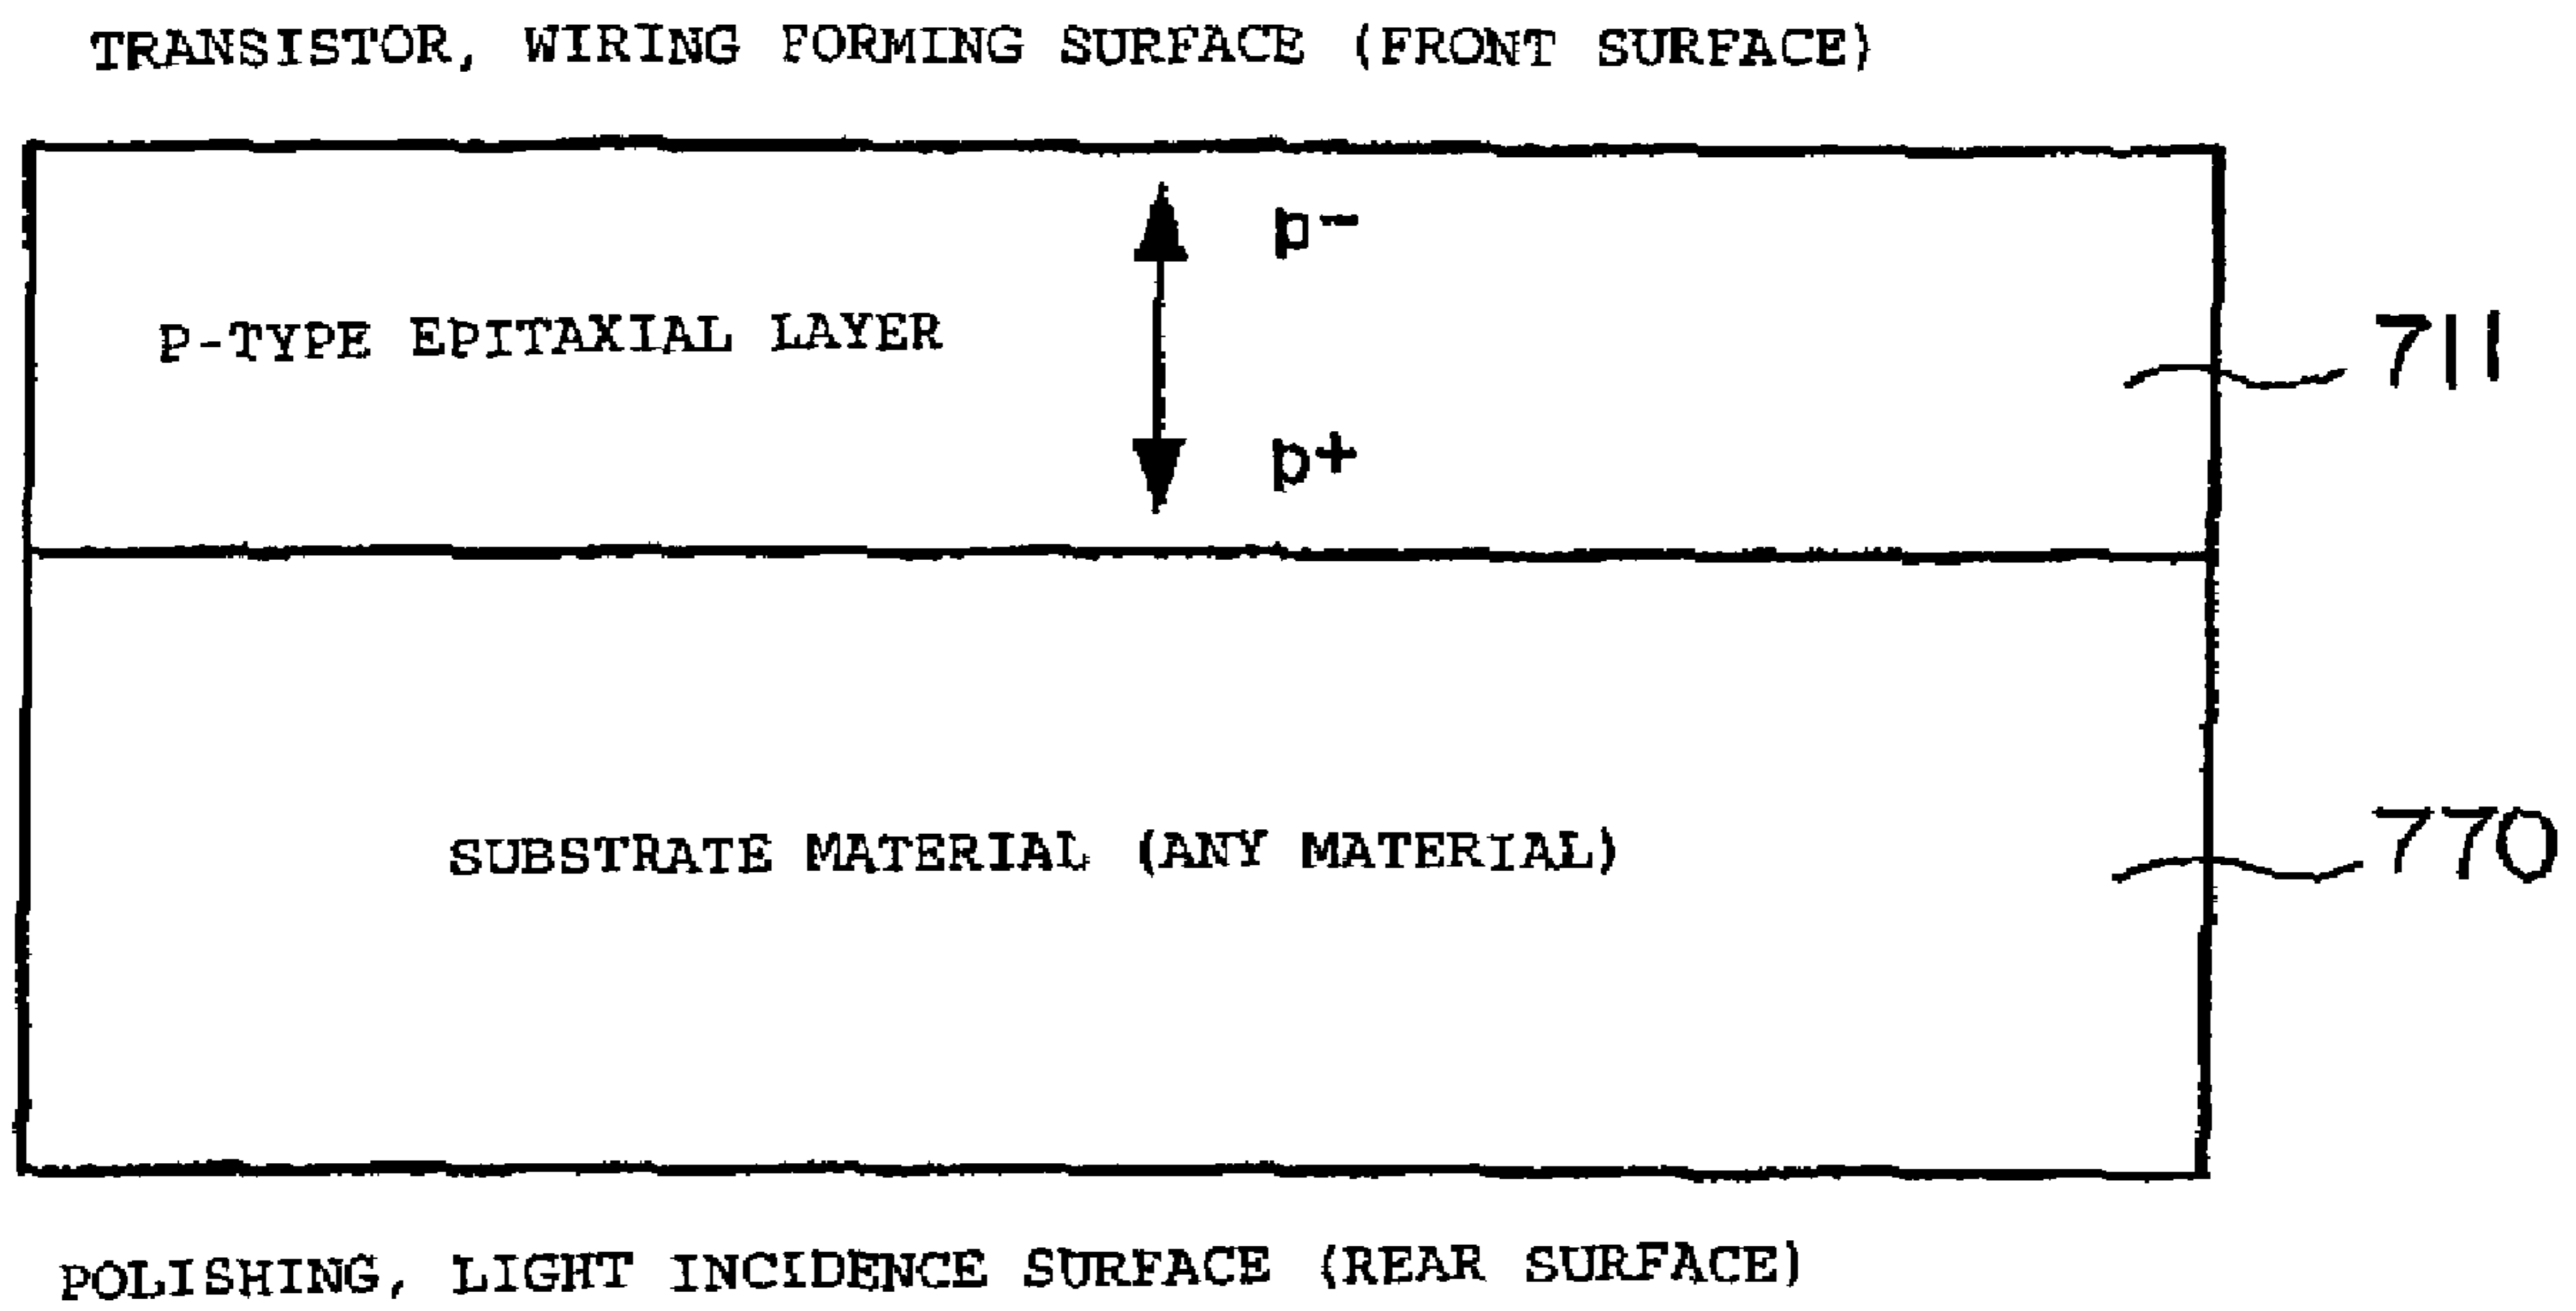 TRANSISTOR, WIRING FORMING SURFACE (FRONT SURFACE)
p-
P-TYPE EPITAXIAL LAYER
711
p+
SUBSTRATE MATERIAL (ANY MATERIAL)
770
POLISHING, LIGHT INCIDENCE SURFACE (REAR SURFACE)